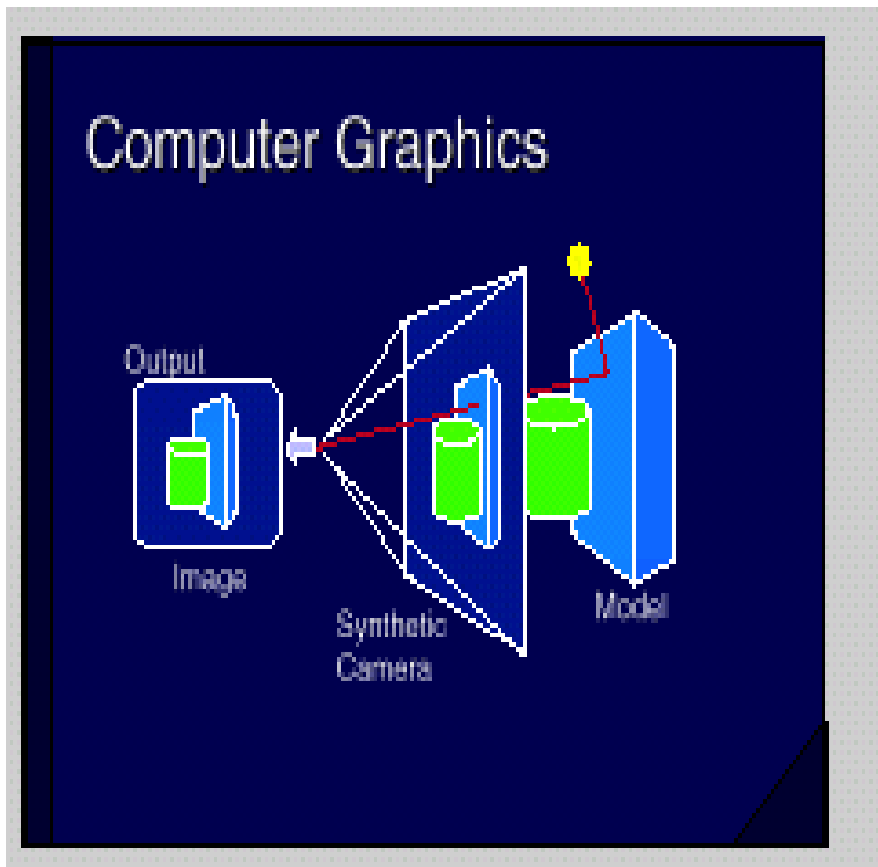 Computer Graphics
Output
Image
Synthetic
Camera
Model